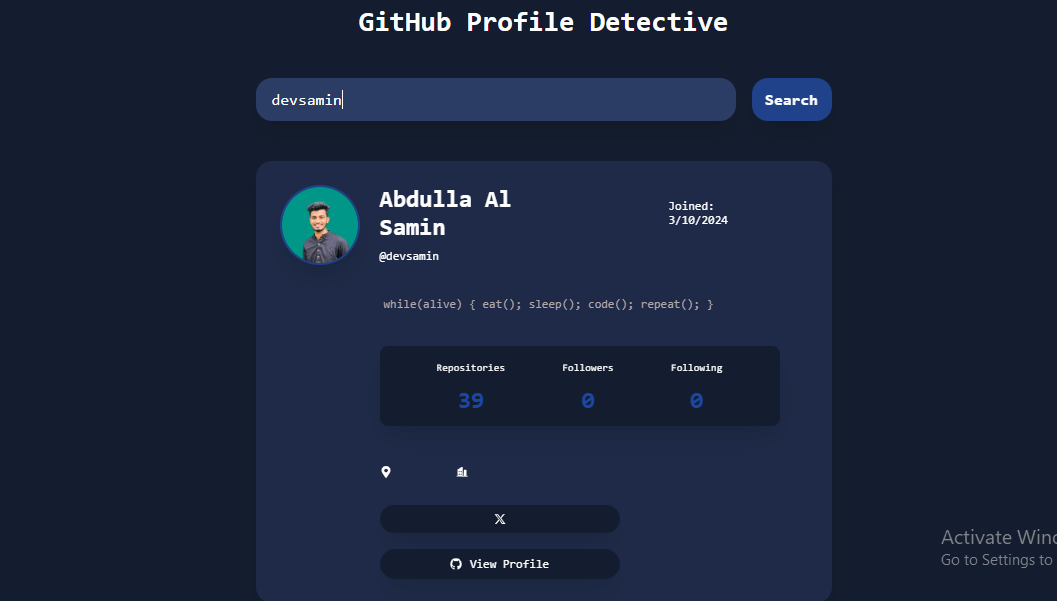 GitHub Profile Detective
devsamin
Search
Abdulla Al
Samin
Joined:
3/10/2024
@devsamin
while(alive) { eat(); sleep(); code(); repeat(); }
Repositories
Followers
Following
39
0
0
View Profile
Activate Wind
Go to Settings to